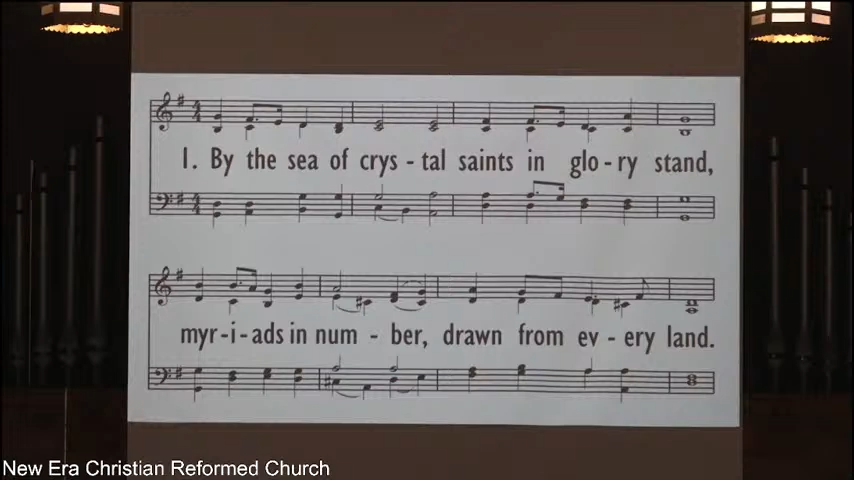 1. By the sea of crys - tal saints in glo - ry stand,
myr - i - ads in num - ber, drawn from ev - ery land.
New Era Christian Reformed Church